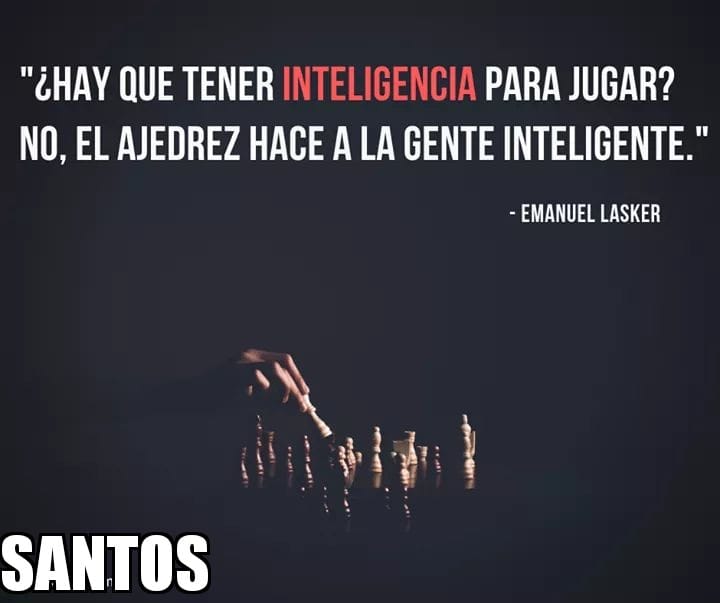 "¿HAY QUE TENER INTELIGENCIA PARA JUGAR?
NO, EL AJEDREZ HACE A LA GENTE INTELIGENTE."
- EMANUEL LASKER
SANTOS